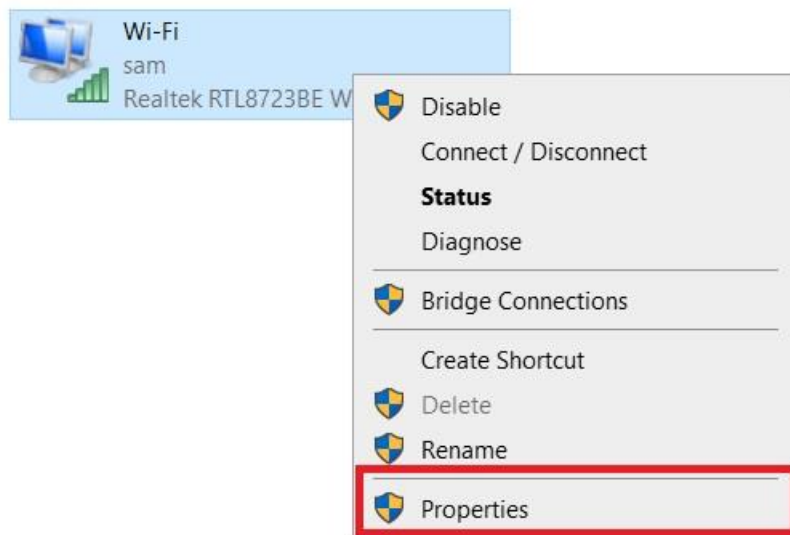 Wi-Fi
sam
Realtek RTL8723BE W
Disable
Connect / Disconnect
Status
Diagnose
Bridge Connections
Create Shortcut
Delete
Rename
Properties